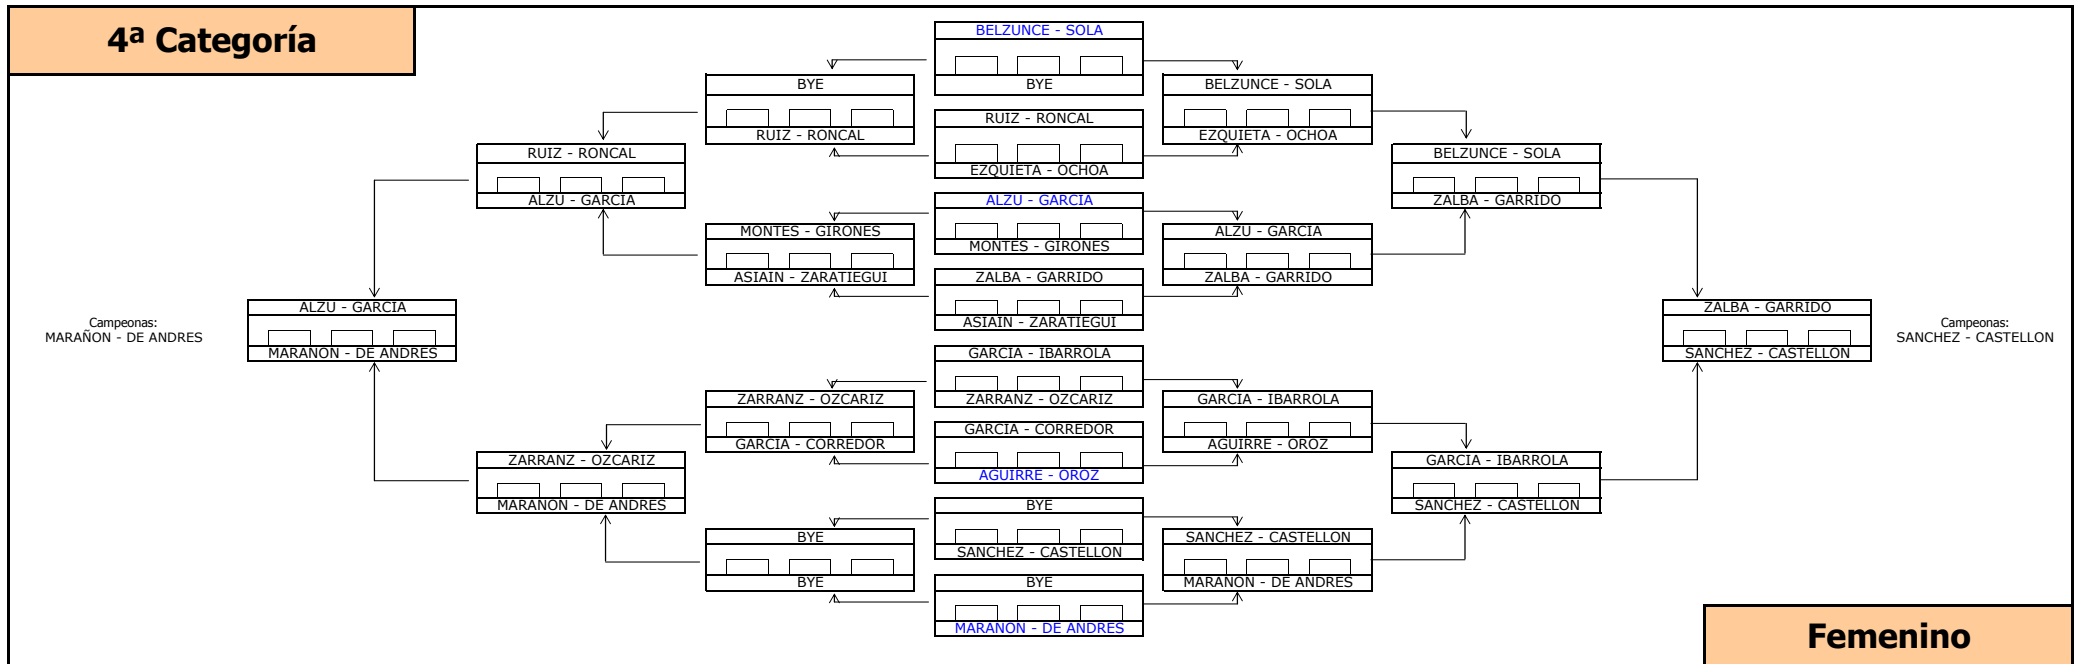 4ª Categoría
BELZUNCE - SOLA
BYE
BYE
RUIZ - RONCAL
RUIZ - RONCAL
EZQUIETA - OCHOA
BELZUNCE - SOLA
EZQUIETA - OCHOA
RUIZ - RONCAL
ALZU - GARCIA
BELZUNCE - SOLA
ZALBA - GARRIDO
ALZU - GARCIA
MONTES - GIRONES
MONTES - GIRONES
ASIAIN - ZARATIEGUI
ALZU - GARCIA
ZALBA - GARRIDO
ZALBA - GARRIDO
ASIAIN - ZARATIEGUI
Campeonas:
MARAÑON - DE ANDRES
ALZU - GARCIA
MARAÑON - DE ANDRES
ZALBA - GARRIDO
SANCHEZ - CASTELLON
Campeonas:
SANCHEZ - CASTELLON
GARCIA - IBARROLA
ZARRANZ - OZCARIZ
ZARRANZ - OZCARIZ
GARCIA - CORREDOR
GARCIA - IBARROLA
AGUIRRE - OROZ
GARCIA - CORREDOR
AGUIRRE - OROZ
ZARRANZ - OZCARIZ
MARAÑON - DE ANDRES
GARCIA - IBARROLA
SANCHEZ - CASTELLON
BYE
SANCHEZ - CASTELLON
BYE
BYE
SANCHEZ - CASTELLON
MARAÑON - DE ANDRES
BYE
MARAÑON - DE ANDRES
Femenino